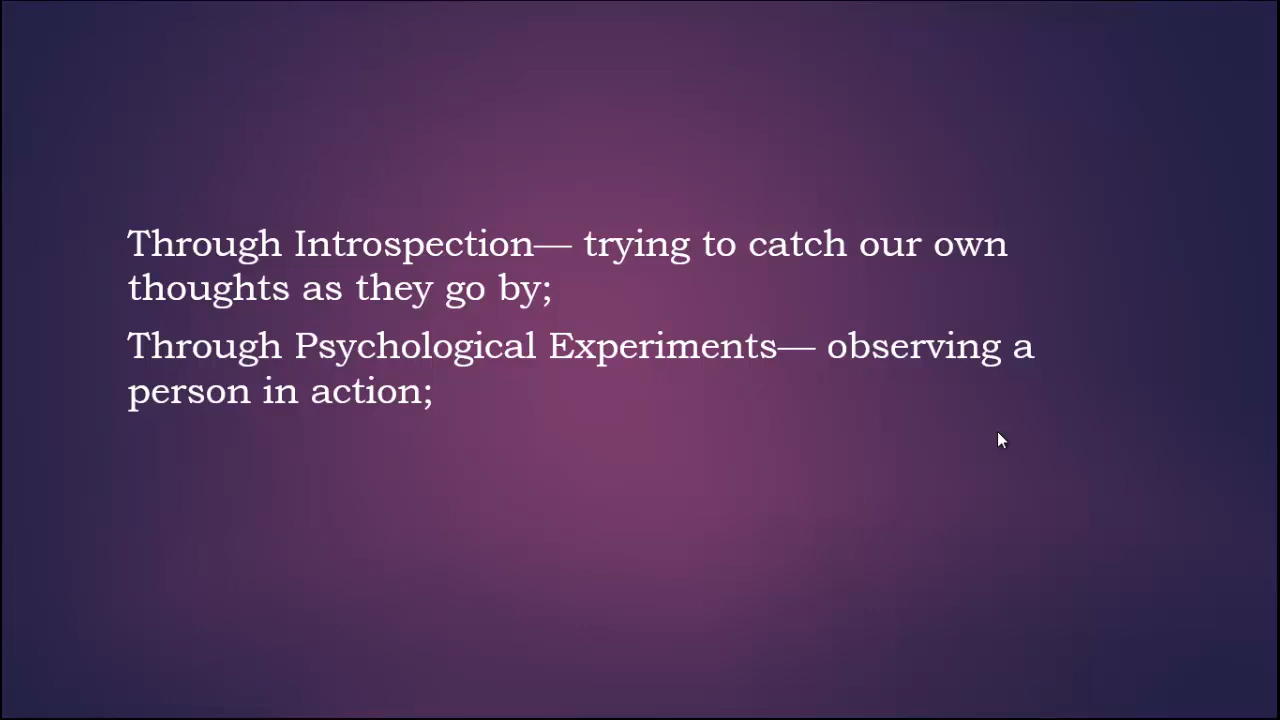 Through Introspection— trying to catch our own
thoughts as they go by;
Through Psychological Experiments— observing a
person in action;